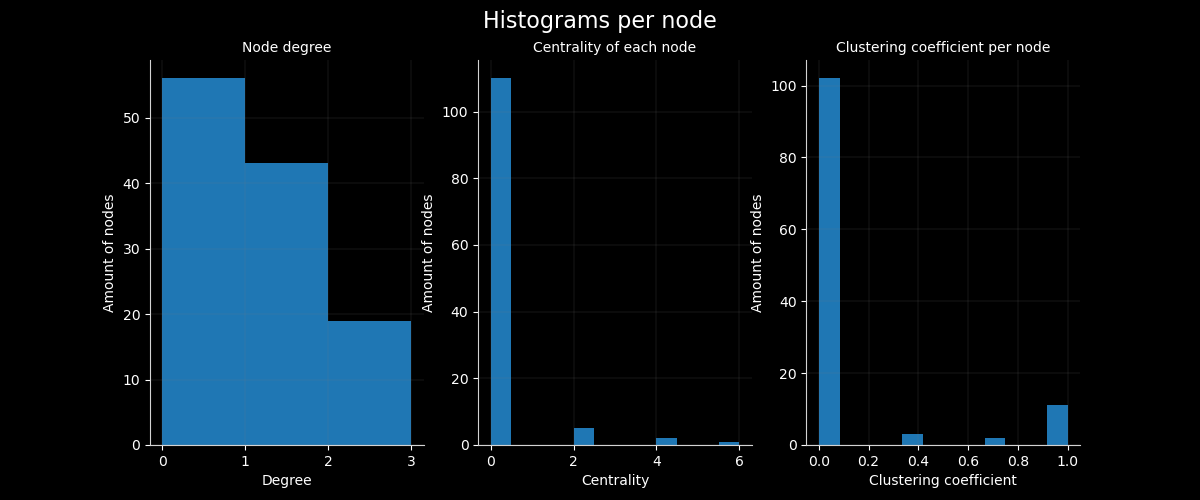 Histograms per node
Node degree
Amount of nodes
50
40
30
20
10
0
0 1 2 3
Degree
Centrality of each node
Amount of nodes
100
80
60
40
20
0
0 2 4 6
Centrality
Clustering coefficient per node
Amount of nodes
100
80
60
40
20
0
0.0 0.2 0.4 0.6 0.8 1.0
Clustering coefficient